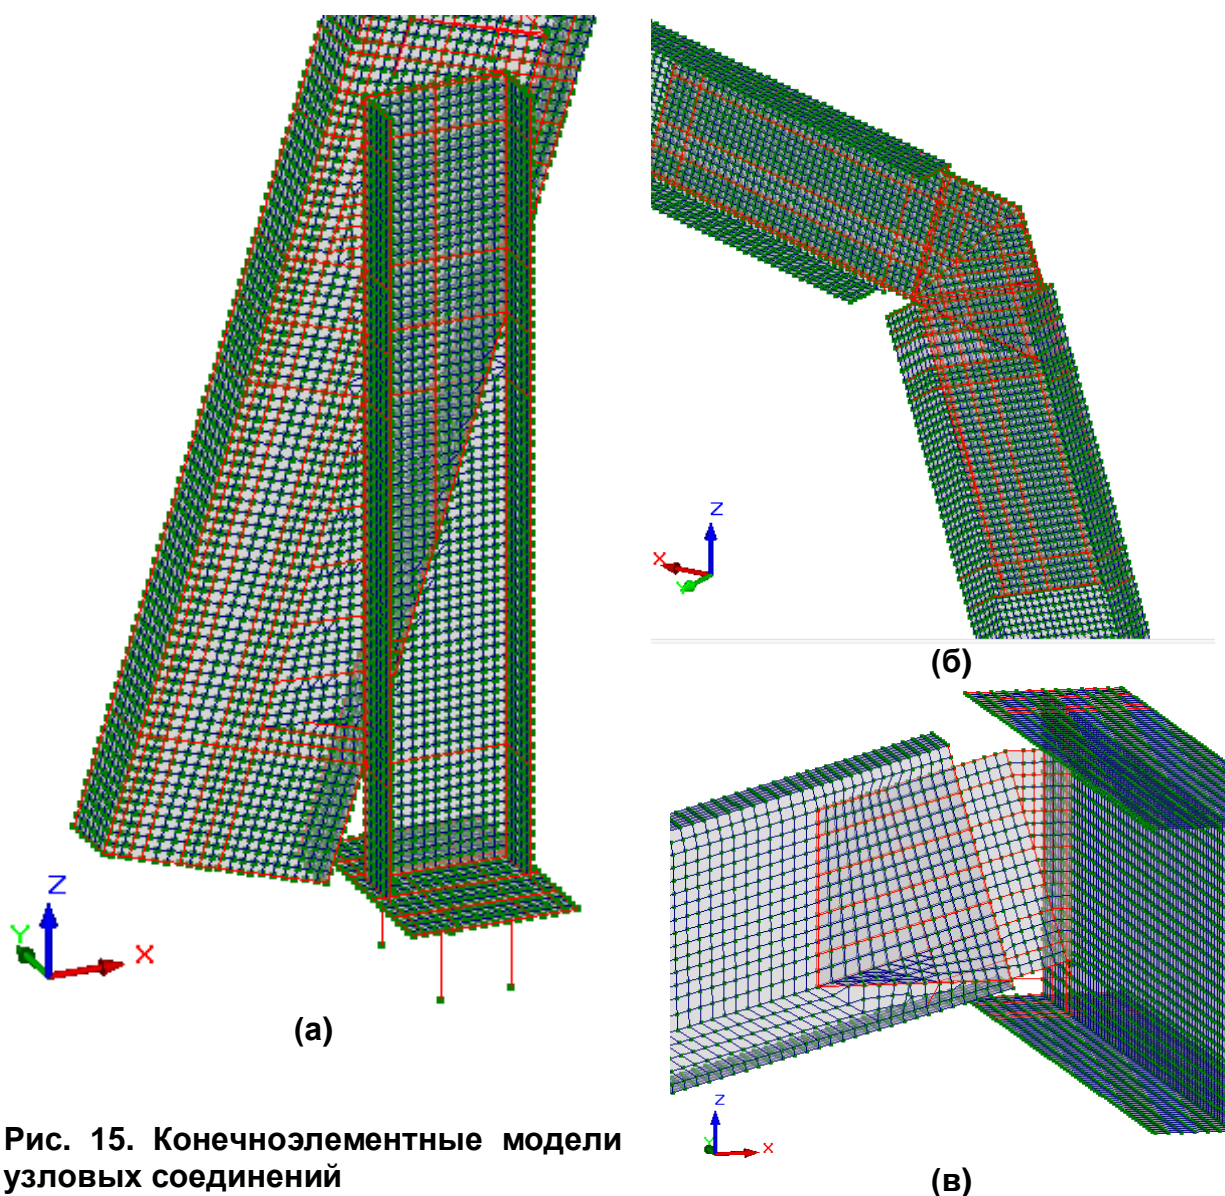 Z
X
Y
(б)
Z
Y
X
(а)
Z
Y
X
(в)
Рис. 15. Конечноэлементные модели
узловых соединений